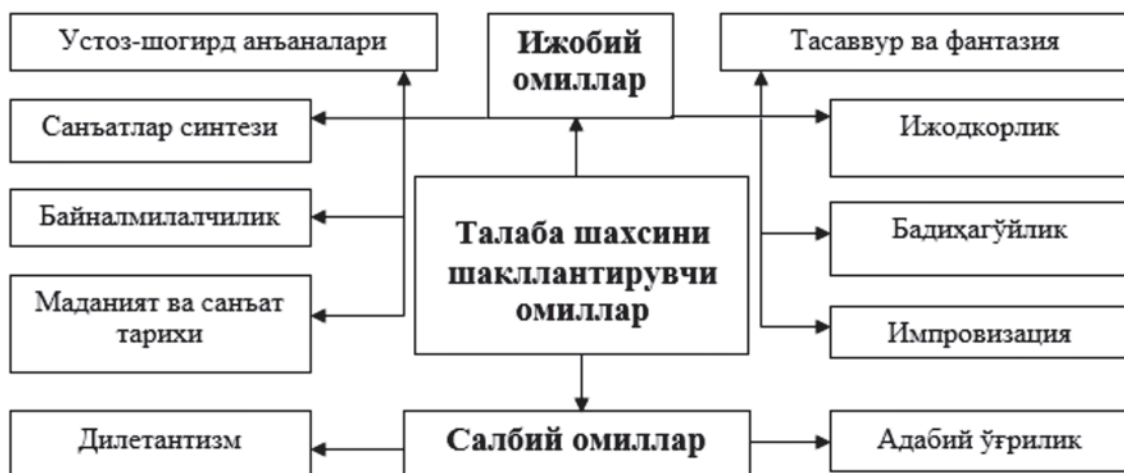 Устоз-шогирд анъаналари
Ижобий
омиллар
Тасаввур ва фантазия
Санъатлар синтези
Ижодкорлик
Байналмилалчилик
Талаба шахсини
шакллантирувчи
омиллар
Бадиҳагўйлик
Маданият ва санъат
тарихи
Импровизация
Дилетантизм
Салбий омиллар
Адабий ўғрилик